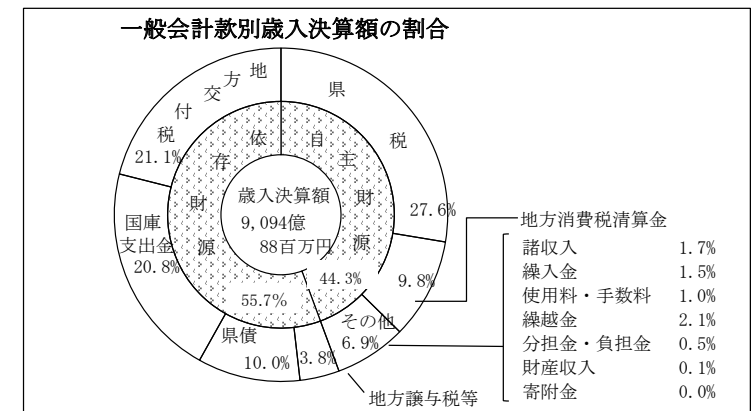 一般会計款別歳入決算額の割合
地方交付税
21.1%
県税
27.6%
依存財源
55.7%
自主財源
44.3%
歳入決算額
9,094億
88百万円
国庫
支出金
20.8%
県債
10.0%
3.8%
地方譲与税等
その他
6.9%
9.8%
地方消費税清算金
諸収入 1.7%
繰入金 1.5%
使用料・手数料 1.0%
繰越金 2.1%
分担金・負担金 0.5%
財産収入 0.1%
寄附金 0.0%